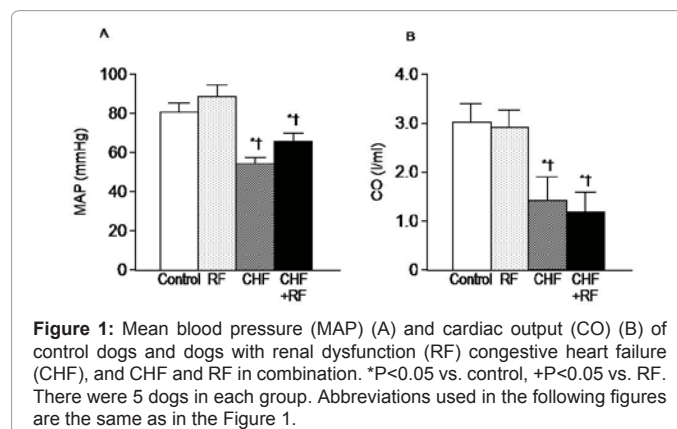 A
B
100
80
60
40
20
0
MAP (mmHg)
*†
*†
Control RF CHF CHF
+RF
4.0
3.0
2.0
1.0
0
CO (l/ml)
*†
*†
Control RF CHF CHF
+RF
Figure 1: Mean blood pressure (MAP) (A) and cardiac output (CO) (B) of
control dogs and dogs with renal dysfunction (RF) congestive heart failure
(CHF), and CHF and RF in combination. *P<0.05 vs. control, +P<0.05 vs. RF.
There were 5 dogs in each group. Abbreviations used in the following figures
are the same as in the Figure 1.